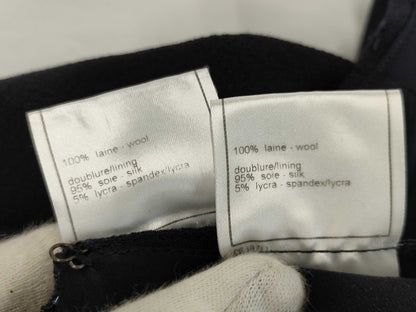 100% laine - wool
doublure/lining
95% soie - silk
5% lycra - spandex/lycra
100% laine - wool
doublure/lining
95% soie - silk
5% lycra - spandex/lycra